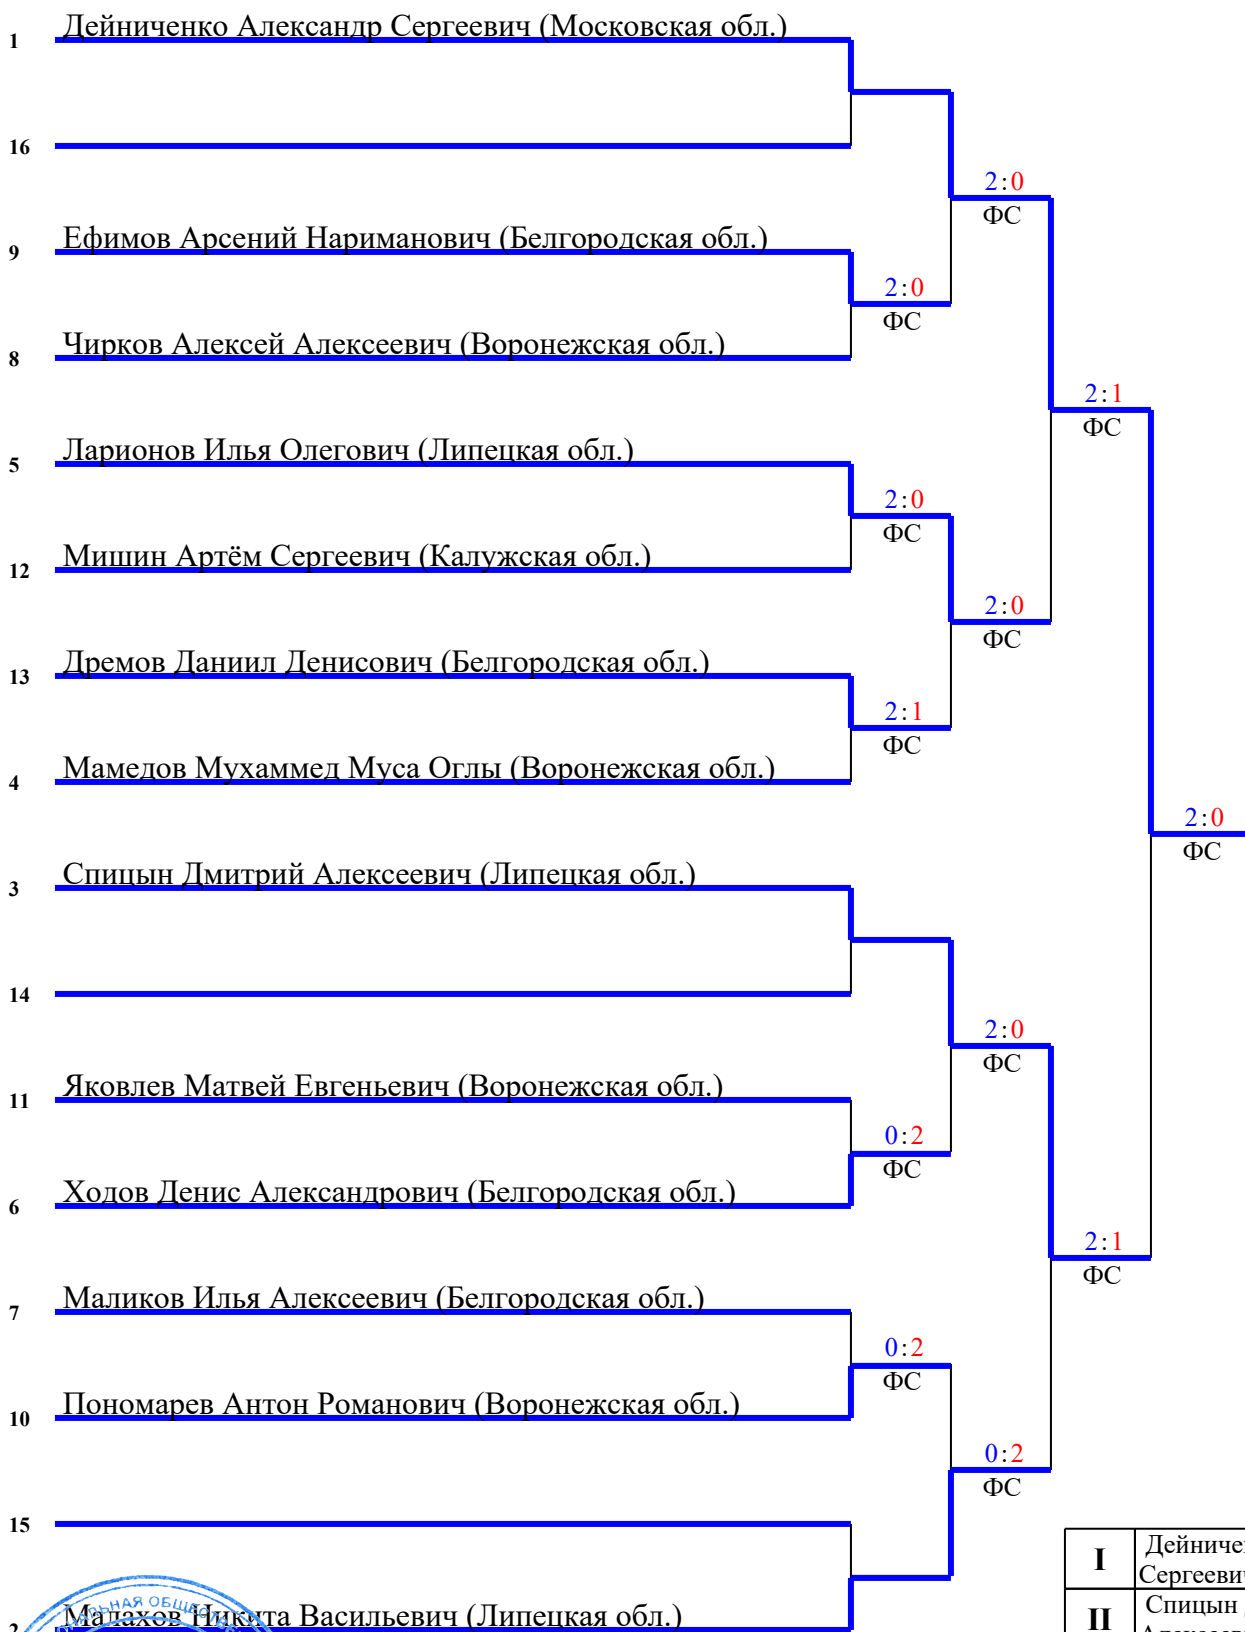 1 Дейниченко Александр Сергеевич (Московская обл.)
16
2:0
ФС
9 Ефимов Арсений Нариманович (Белгородская обл.)
2:0
ФС
8 Чирков Алексей Алексеевич (Воронежская обл.)
2:1
ФС
5 Ларионов Илья Олегович (Липецкая обл.)
2:0
ФС
12 Мишин Артём Сергеевич (Калужская обл.)
2:0
ФС
13 Дремов Даниил Денисович (Белгородская обл.)
2:1
ФС
4 Мамедов Мухаммед Муса Оглы (Воронежская обл.)
2:0
ФС
3 Спицын Дмитрий Алексеевич (Липецкая обл.)
14
2:0
ФС
11 Яковлев Матвей Евгеньевич (Воронежская обл.)
0:2
ФС
6 Ходов Денис Александрович (Белгородская обл.)
2:1
ФС
7 Маликов Илья Алексеевич (Белгородская обл.)
0:2
ФС
10 Пономарев Антон Романович (Воронежская обл.)
0:2
ФС
15
I Дейничен
Сергеевич
2 Малахов Никита Васильевич (Липецкая обл.)
II Спицын